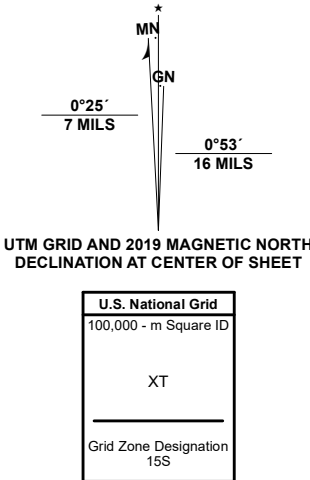 MN
GN
0°25´
7 MILS
0°53´
16 MILS
UTM GRID AND 2019 MAGNETIC NORTH
DECLINATION AT CENTER OF SHEET
U.S. National Grid
100,000 - m Square ID
XT
Grid Zone Designation
15S